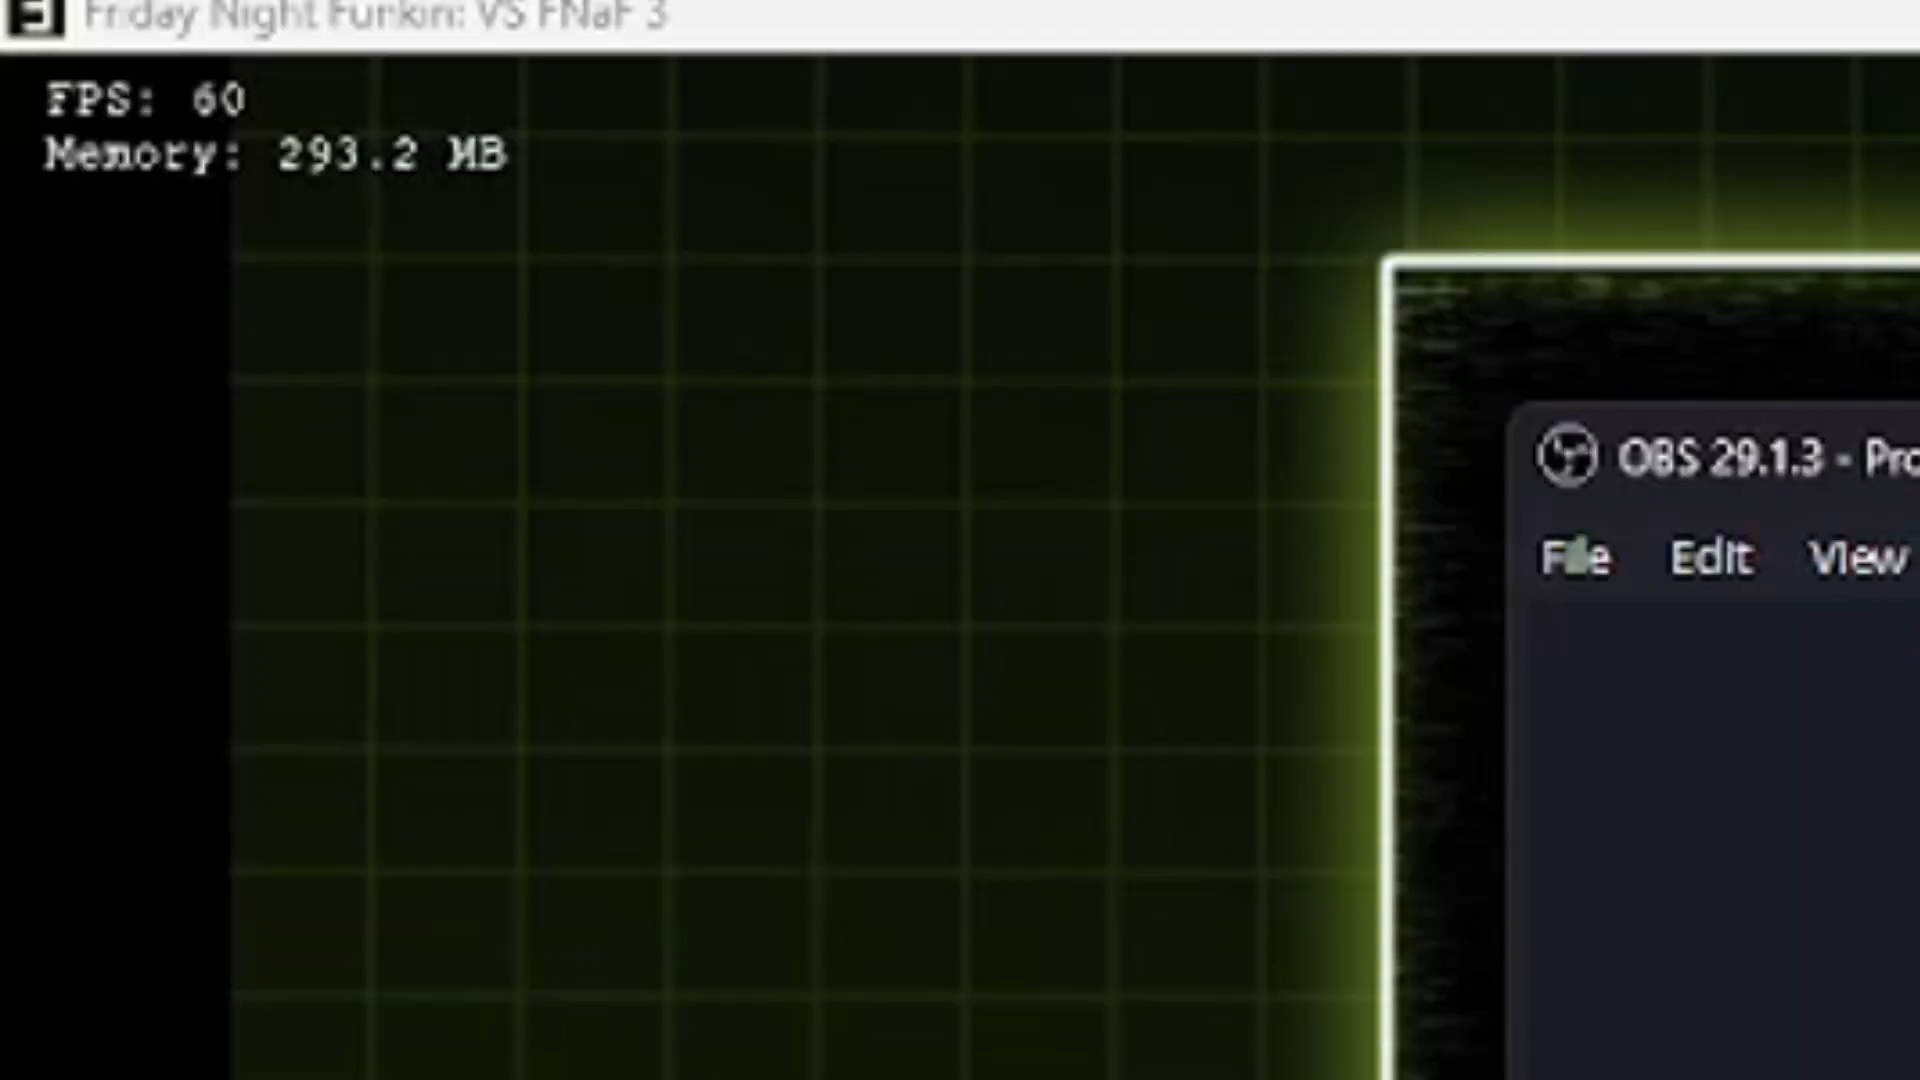 Friday Night Funkin: VS FNaF 3
FPS: 60
Memory: 293.2 MB
OBS 29.1.3 - Pro
File Edit View